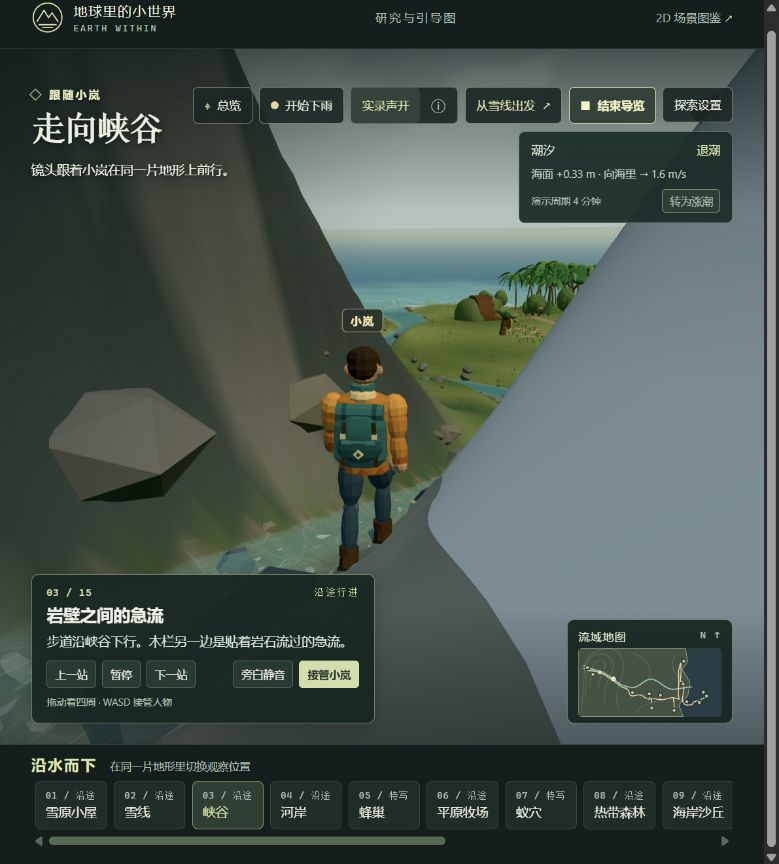 地球里的小世界
EARTH WITHIN
研究与引导图
2D 场景图鉴 ↗
跟随小岚
走向峡谷
镜头跟着小岚在同一片地形上前行。
总览
开始下雨
实录声开
从雪线出发 ↗
结束导览
探索设置
潮汐
退潮
海面 +0.33 m · 向海里 → 1.6 m/s
演示周期 4 分钟
转为涨潮
小岚
03 / 15
沿途行进
岩壁之间的急流
步道沿峡谷下行。木栏另一边是贴着岩石流过的急流。
上一站
暂停
下一站
旁白静音
接管小岚
拖动看四周 · WASD 接管人物
流域地图
N ↑
沿水而下
在同一片地形里切换观察位置
01 / 沿途
雪原小屋
02 / 沿途
雪线
03 / 沿途
峡谷
04 / 沿途
河岸
05 / 特写
蜂巢
06 / 沿途
平原牧场
07 / 特写
蚁穴
08 / 沿途
热带森林
09 / 沿途
海岸沙丘